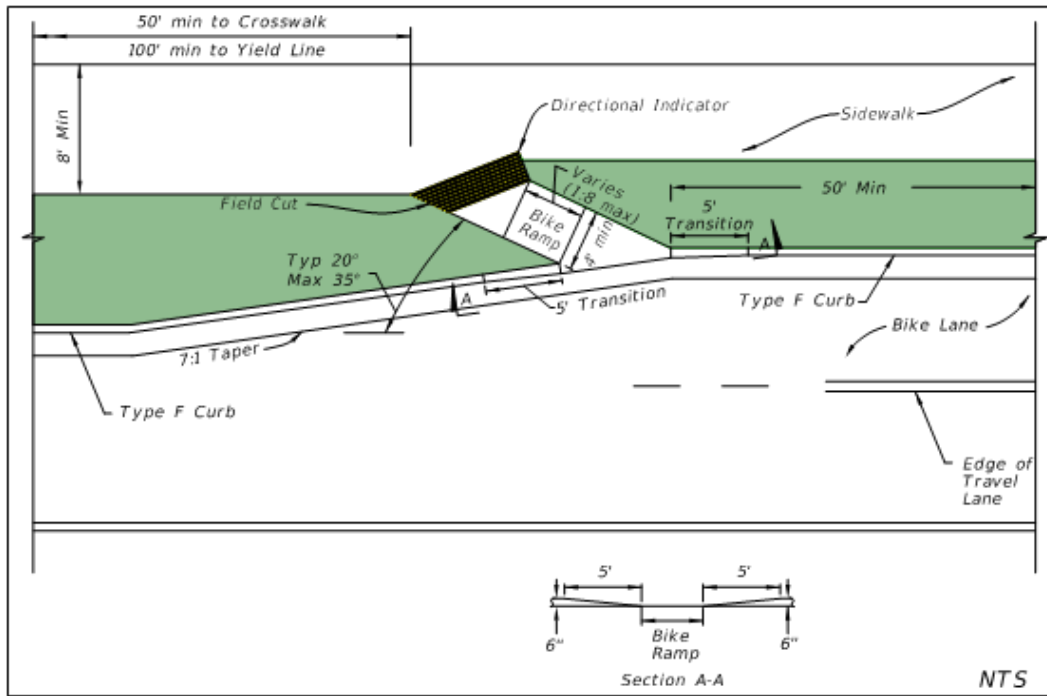 50' min to Crosswalk
100' min to Yield Line
8' Min
Directional Indicator
Sidewalk
Field Cut
Varies
(1:8 max)
50' Min
5'
Transition
A
Bike
Ramp
4' min
Typ 20°
Max 35°
A
5' Transition
Type F Curb
Bike Lane
7:1 Taper
Type F Curb
Edge of
Travel
Lane
5'
5'
6"
Bike
Ramp
6"
Section A-A
NTS